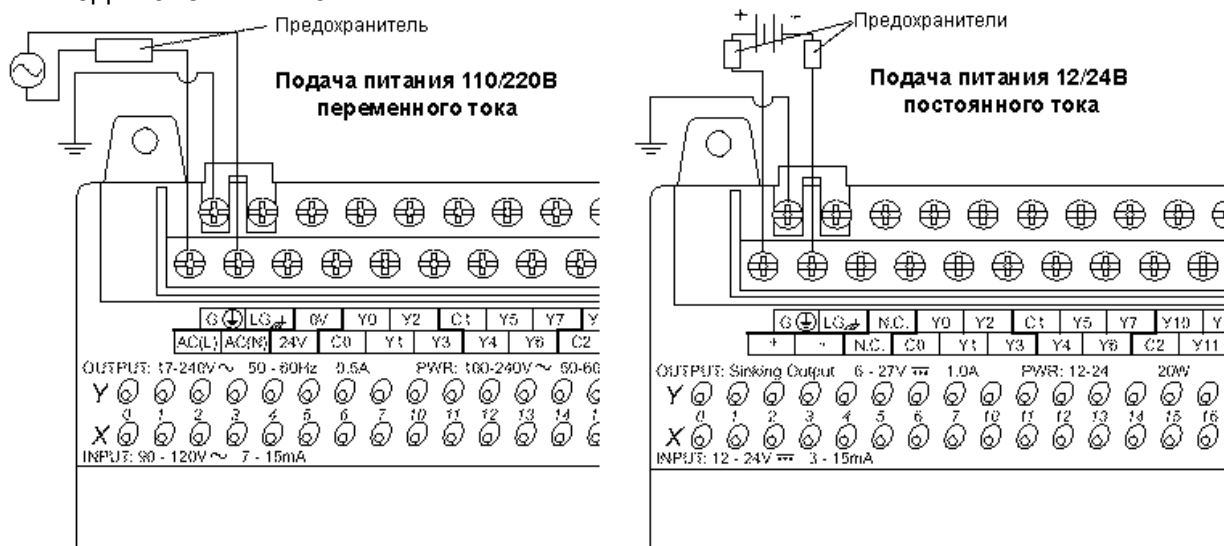 Предохранитель
Подача питания 110/220В
переменного тока
G LG 0V Y0 Y2 C1 Y5 Y7 Y
AC(L) AC(N) 24V C0 Y1 Y3 Y4 Y6 C2
OUTPUT: 17-240V~ 50 - 60Hz 0.5A PWR: 100-240V~ 50-60
Y
0 1 2 3 4 5 6 7 10 11 12 13 14 1
X
INPUT: 90 - 120V~ 7 - 15mA
+ -
Предохранители
Подача питания 12/24В
постоянного тока
G LG N.C. Y0 Y2 C1 Y5 Y7 Y10 Y1
+ - N.C. C0 Y1 Y3 Y4 Y6 C2 Y11
OUTPUT: Sinking Output 6 - 27V 1.0A PWR: 12-24 20W
Y
0 1 2 3 4 5 6 7 10 11 12 13 14 15 16
X
INPUT: 12 - 24V 3 - 15mA